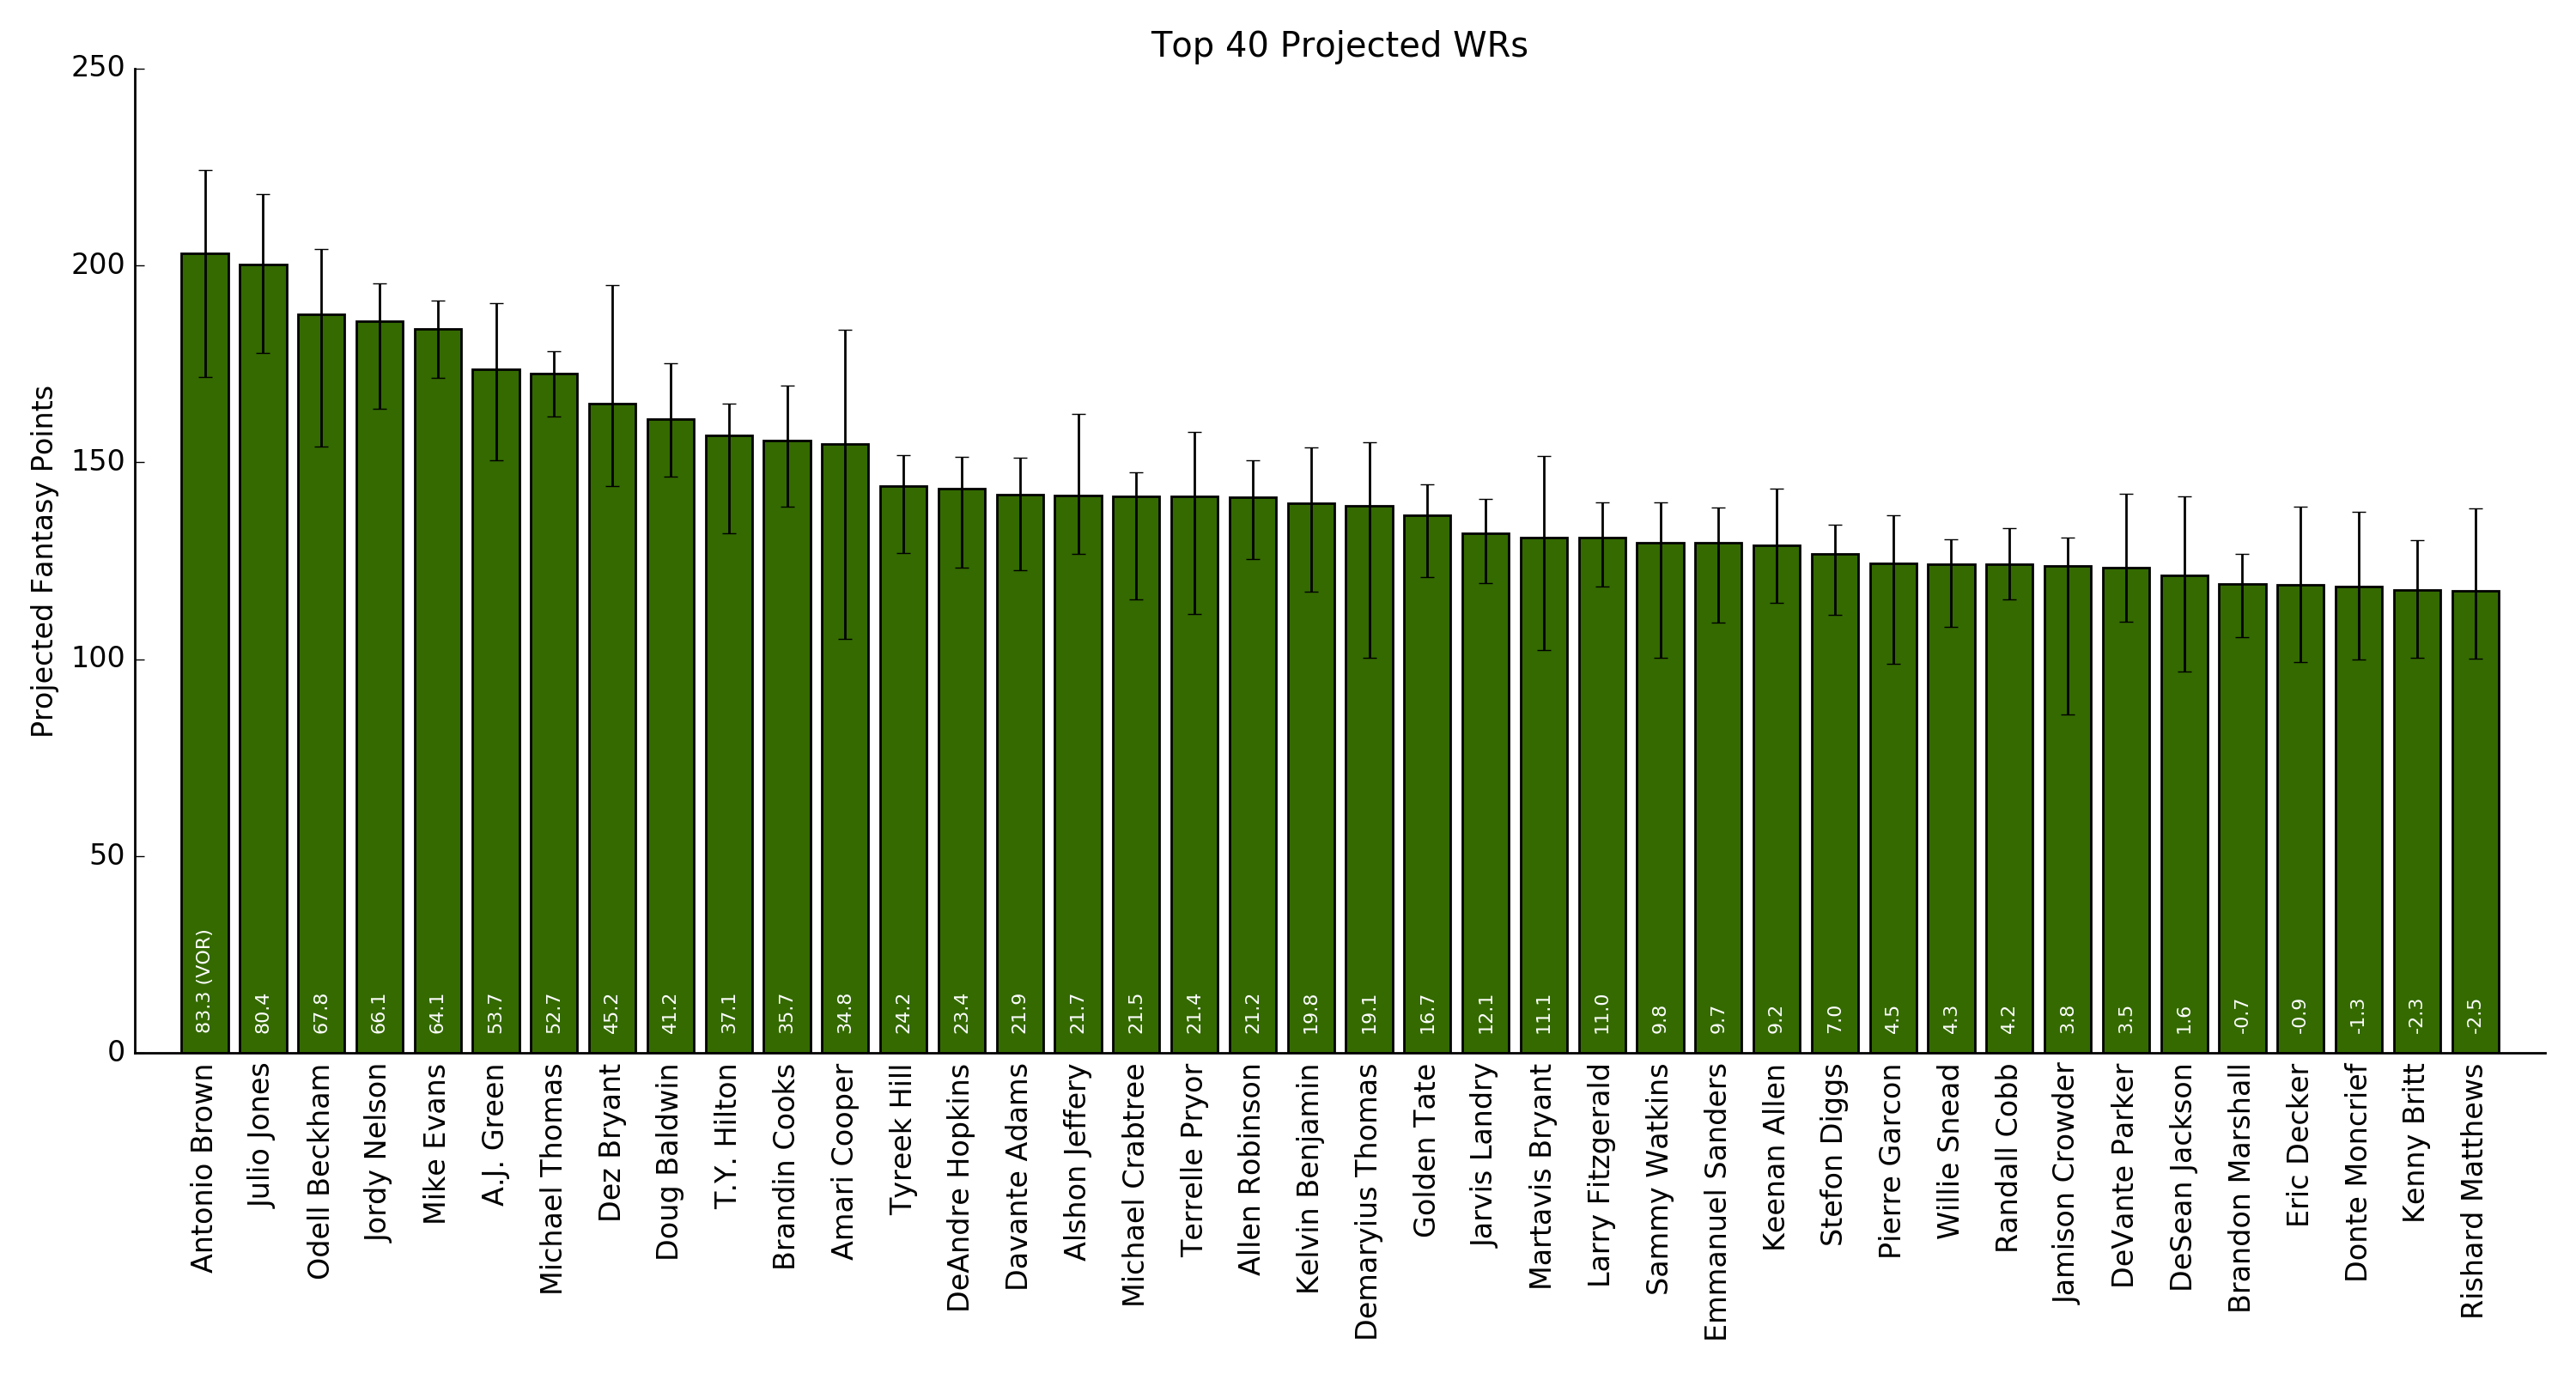 Top 40 Projected WRs
Projected Fantasy Points
250
200
150
100
50
0
83.3 (VOR)
80.4
67.8
66.1
64.1
53.7
52.7
45.2
41.2
37.1
35.7
34.8
24.2
23.4
21.9
21.7
21.5
21.4
21.2
19.8
19.1
16.7
12.1
11.1
11.0
9.8
9.7
9.2
7.0
4.5
4.3
4.2
3.8
3.5
1.6
-0.7
-0.9
-1.3
-2.3
-2.5
Antonio Brown
Julio Jones
Odell Beckham
Jordy Nelson
Mike Evans
A.J. Green
Michael Thomas
Dez Bryant
Doug Baldwin
T.Y. Hilton
Brandin Cooks
Amari Cooper
Tyreek Hill
DeAndre Hopkins
Davante Adams
Alshon Jeffery
Michael Crabtree
Terrelle Pryor
Allen Robinson
Kelvin Benjamin
Demaryius Thomas
Golden Tate
Jarvis Landry
Martavis Bryant
Larry Fitzgerald
Sammy Watkins
Emmanuel Sanders
Keenan Allen
Stefon Diggs
Pierre Garcon
Willie Snead
Randall Cobb
Jamison Crowder
DeVante Parker
DeSean Jackson
Brandon Marshall
Eric Decker
Donte Moncrief
Kenny Britt
Rishard Matthews